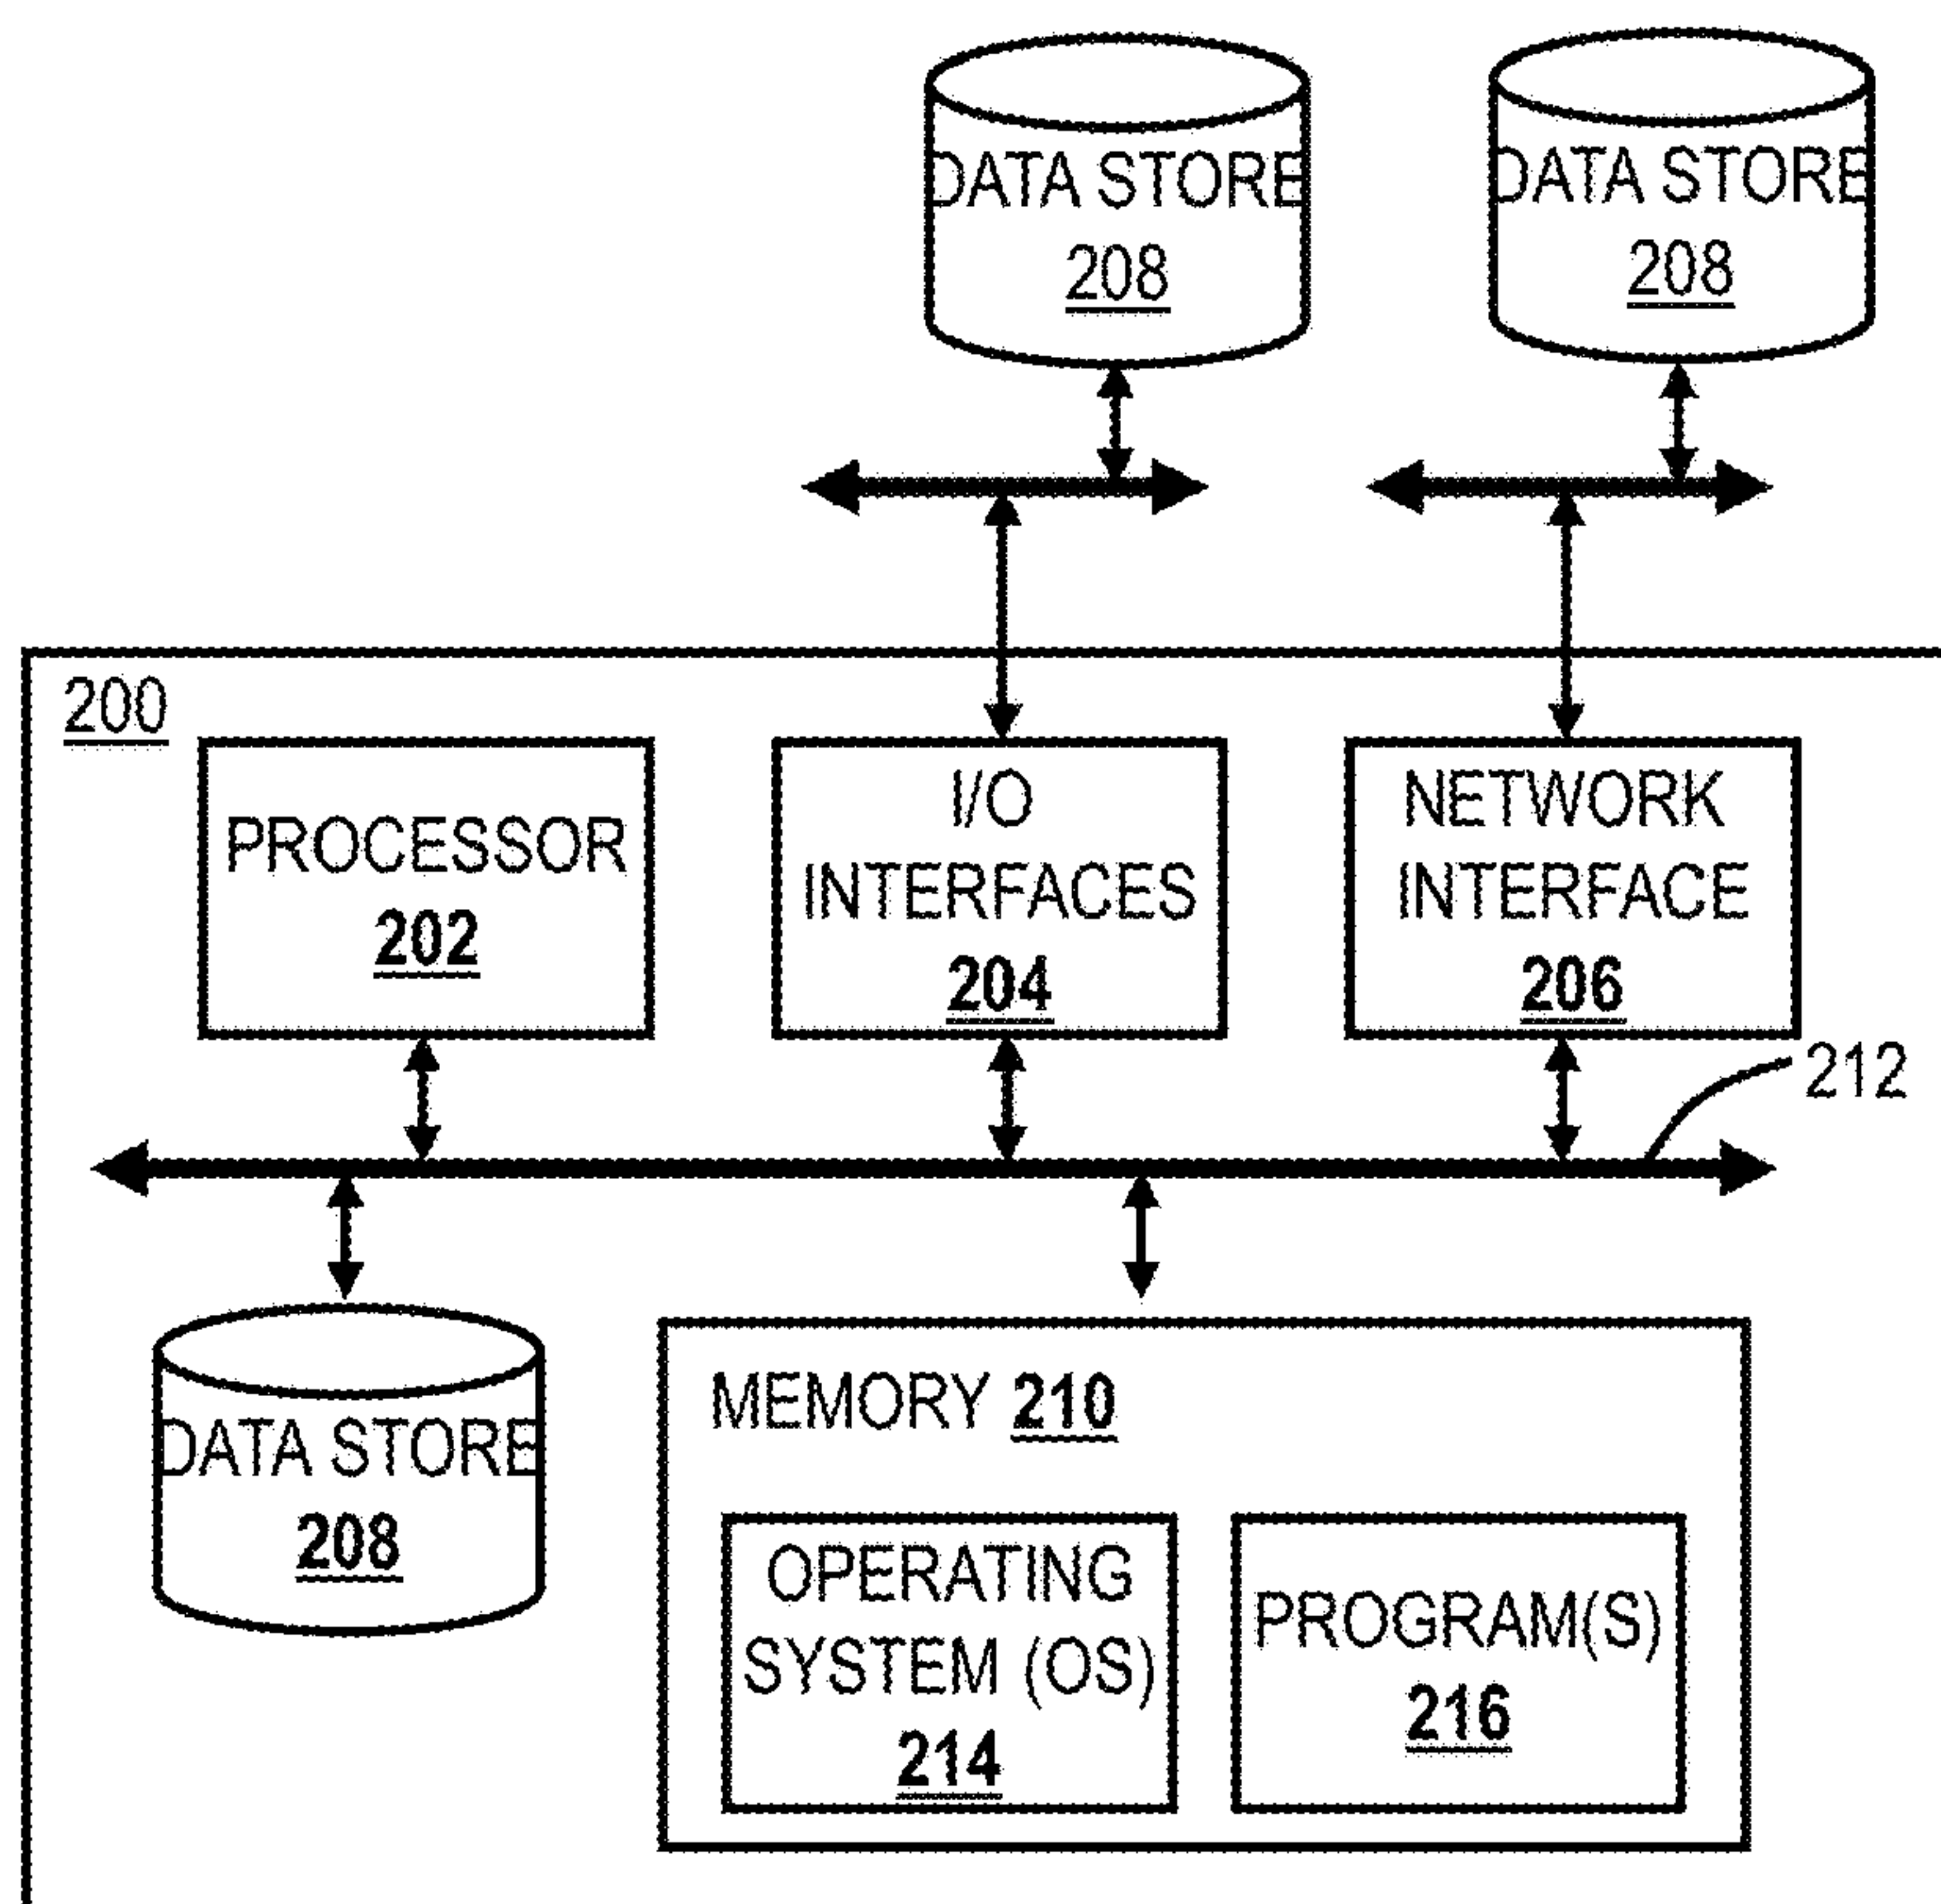 DATA STORE
208
DATA STORE
208
200
PROCESSOR
202
I/O
INTERFACES
204
NETWORK
INTERFACE
206
212
DATA STORE
208
MEMORY 210
OPERATING
SYSTEM (OS)
214
PROGRAM(S)
216